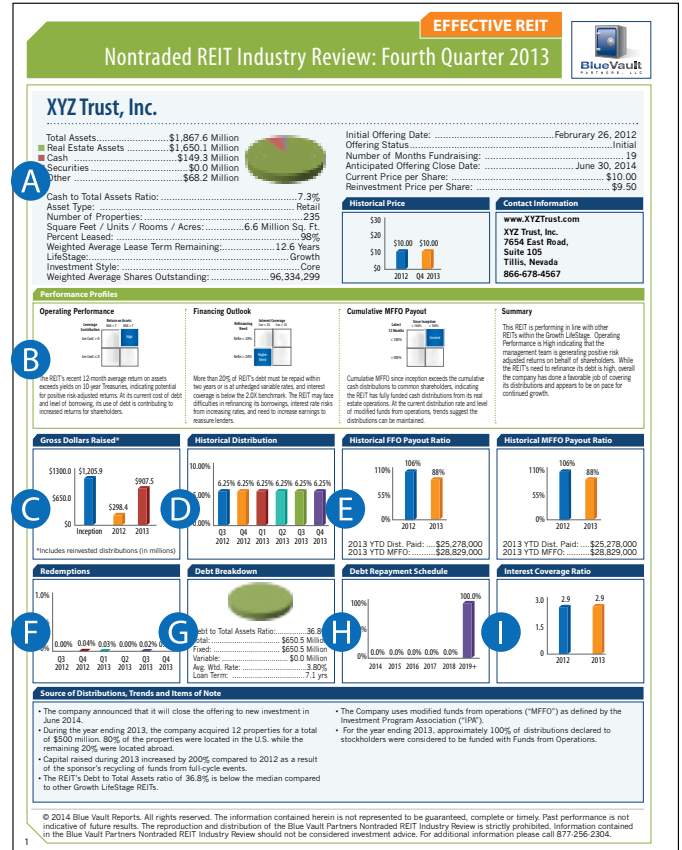 EFFECTIVE REIT
Nontraded REIT Industry Review: Fourth Quarter 2013
BlueVault
PARTNERS, LLC
XYZ Trust, Inc.
Total Assets...................$1,867.6 Million
Real Estate Assets ..........$1,650.1 Million
Cash ..............................$149.3 Million
Securities ..........................$0.0 Million
Other ..............................$68.2 Million
A
Cash to Total Assets Ratio: ....................7.3%
Asset Type: ........................................ Retail
Number of Properties: ............................235
Square Feet / Units / Rooms / Acres: ..........6.6 Million Sq. Ft.
Percent Leased: ....................................98%
Weighted Average Lease Term Remaining: ..........12.6 Years
LifeStage: ........................................Growth
Investment Style: ....................................Core
Weighted Average Shares Outstanding: ..........96,334,299
Initial Offering Date: ..............................Februrary 26, 2012
Offering Status ........................................Initial
Number of Months Fundraising: ....................19
Anticipated Offering Close Date: ..........June 30, 2014
Current Price per Share: ..............................$10.00
Reinvestment Price per Share: ....................$9.50
Historical Price
$30
$20
$10
$0
$10.00 $10.00
2012 Q4 2013
Contact Information
www.XYZTrust.com
XYZ Trust, Inc.
7654 East Road,
Suite 105
Tillis, Nevada
866-678-4567
Performance Profiles
B
Operating Performance
Return on Assets
Leverage
Contribution
High
The REIT's recent 12-month average return on assets
exceeds yields on 10-year Treasuries, indicating potential
for positive risk-adjusted returns. At its current cost of debt
and level of borrowing, its use of debt is contributing to
increased returns for shareholders.
Financing Outlook
Interest Coverage
Refinancing
Need
Higher
Need
More than 20% of REIT's debt must be repaid within
two years or is at unhedged variable rates, and interest
coverage is below the 2.0X benchmark. The REIT may face
difficulties in refinancing its borrowings, interest rate risks
from increasing rates, and need to increase earnings to
reassure lenders.
Cumulative MFFO Payout
Since Inception
Latest
12 Months
Cumulative MFFO since inception exceeds the cumulative
cash distributions to common shareholders, indicating
the REIT has fully funded cash distributions from its real
estate operations. At the current distribution rate and level
of modified funds from operations, trends suggest the
distributions can be maintained.
Summary
This REIT is performing in line with other
REITs within the Growth LifeStage. Operating
Performance is High indicating that the
management team is generating positive risk
adjusted returns on behalf of shareholders. While
the REIT's need to refinance its debt is high, overall
the company has done a favorable job of covering
its distributions and appears to be on pace for
continued growth.
Gross Dollars Raised*
C
$1300.0
$650.0
$0
$1,205.9
$298.4
$907.5
Inception 2012 2013
*Includes reinvested distributions (in millions)
Historical Distribution
D
10.00%
5.00%
0.00%
6.25% 6.25% 6.25% 6.25% 6.25% 6.25%
Q3 Q4 Q1 Q2 Q3 Q4
2012 2012 2013 2013 2013 2013
Historical FFO Payout Ratio
E
110%
55%
0%
106%
88%
2012 2013
2013 YTD Dist. Paid: ....$25,278,000
2013 YTD MFFO: ..........$28,829,000
Historical MFFO Payout Ratio
110%
55%
0%
106%
88%
2012 2013
2013 YTD Dist. Paid: ....$25,278,000
2013 YTD MFFO: ..........$28,829,000
Redemptions
F
1.0%
0.00% 0.04% 0.03% 0.00% 0.02%
Q3 Q4 Q1 Q2 Q3 Q4
2012 2012 2013 2013 2013 2013
Debt Breakdown
G
Debt to Total Assets Ratio: ..........36.8%
Total: ....................$650.5 Million
Fixed: ....................$650.5 Million
Variable: ....................$0.0 Million
Avg. Wtd. Rate: ....................3.80%
Loan Term: ....................7.1 yrs
Debt Repayment Schedule
H
100%
0%
0.0% 0.0% 0.0% 0.0% 0.0% 100.0%
2014 2015 2016 2017 2018 2019+
Interest Coverage Ratio
I
3.0
1.5
0.0
2.9 2.9
2012 2013
Source of Distributions, Trends and Items of Note
• The company announced that it will close the offering to new investment in
June 2014.
• During the year ending 2013, the company acquired 12 properties for a total
of $500 million. 80% of the properties were located in the U.S. while the
remaining 20% were located abroad.
• Capital raised during 2013 increased by 200% compared to 2012 as a result
of the sponsor's recycling of funds from full-cycle events.
• The REIT's Debt to Total Assets ratio of 36.8% is below the median compared
to other Growth LifeStage REITs.
• The Company uses modified funds from operations ("MFFO") as defined by the
Investment Program Association ("IPA").
• For the year ending 2013, approximately 100% of distributions declared to
stockholders were considered to be funded with Funds from Operations.
© 2014 Blue Vault Reports. All rights reserved. The information contained herein is not represented to be guaranteed, complete or timely. Past performance is not
indicative of future results. The reproduction and distribution of the Blue Vault Partners Nontraded REIT Industry Review is strictly prohibited. Information contained
in the Blue Vault Partners Nontraded REIT Industry Review should not be considered investment advice. For additional information please call 877-256-2304.
1